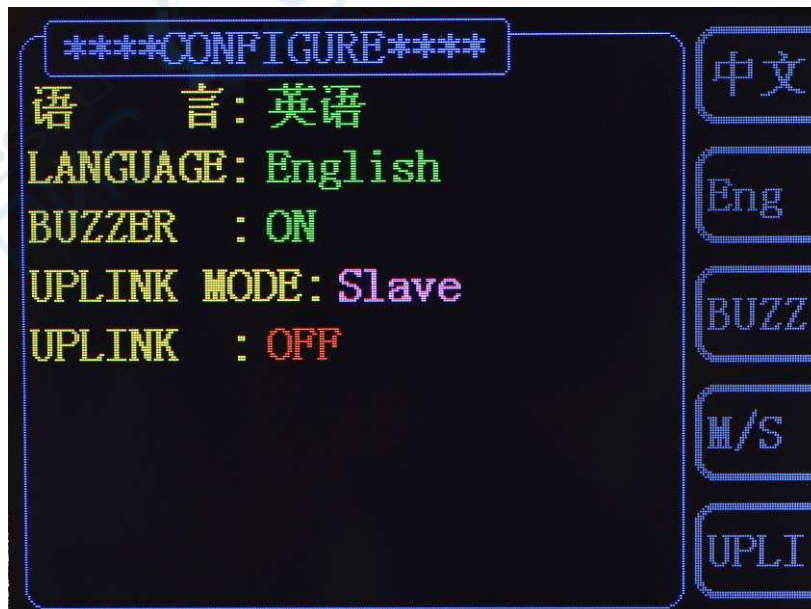 ****CONFIGURE****
语 言: 英语
LANGUAGE: English
BUZZER : ON
UPLINK MODE: Slave
UPLINK : OFF
中文
Eng
BUZZ
M/S
UPLI